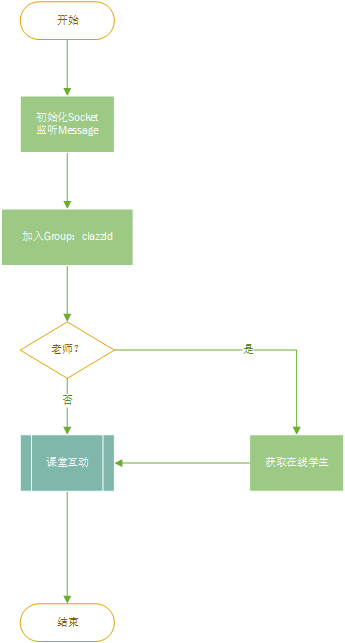 开始
初始化Socket
监听Message
加入Group：clazzId
老师？
是
否
课堂互动
获取在线学生
结束